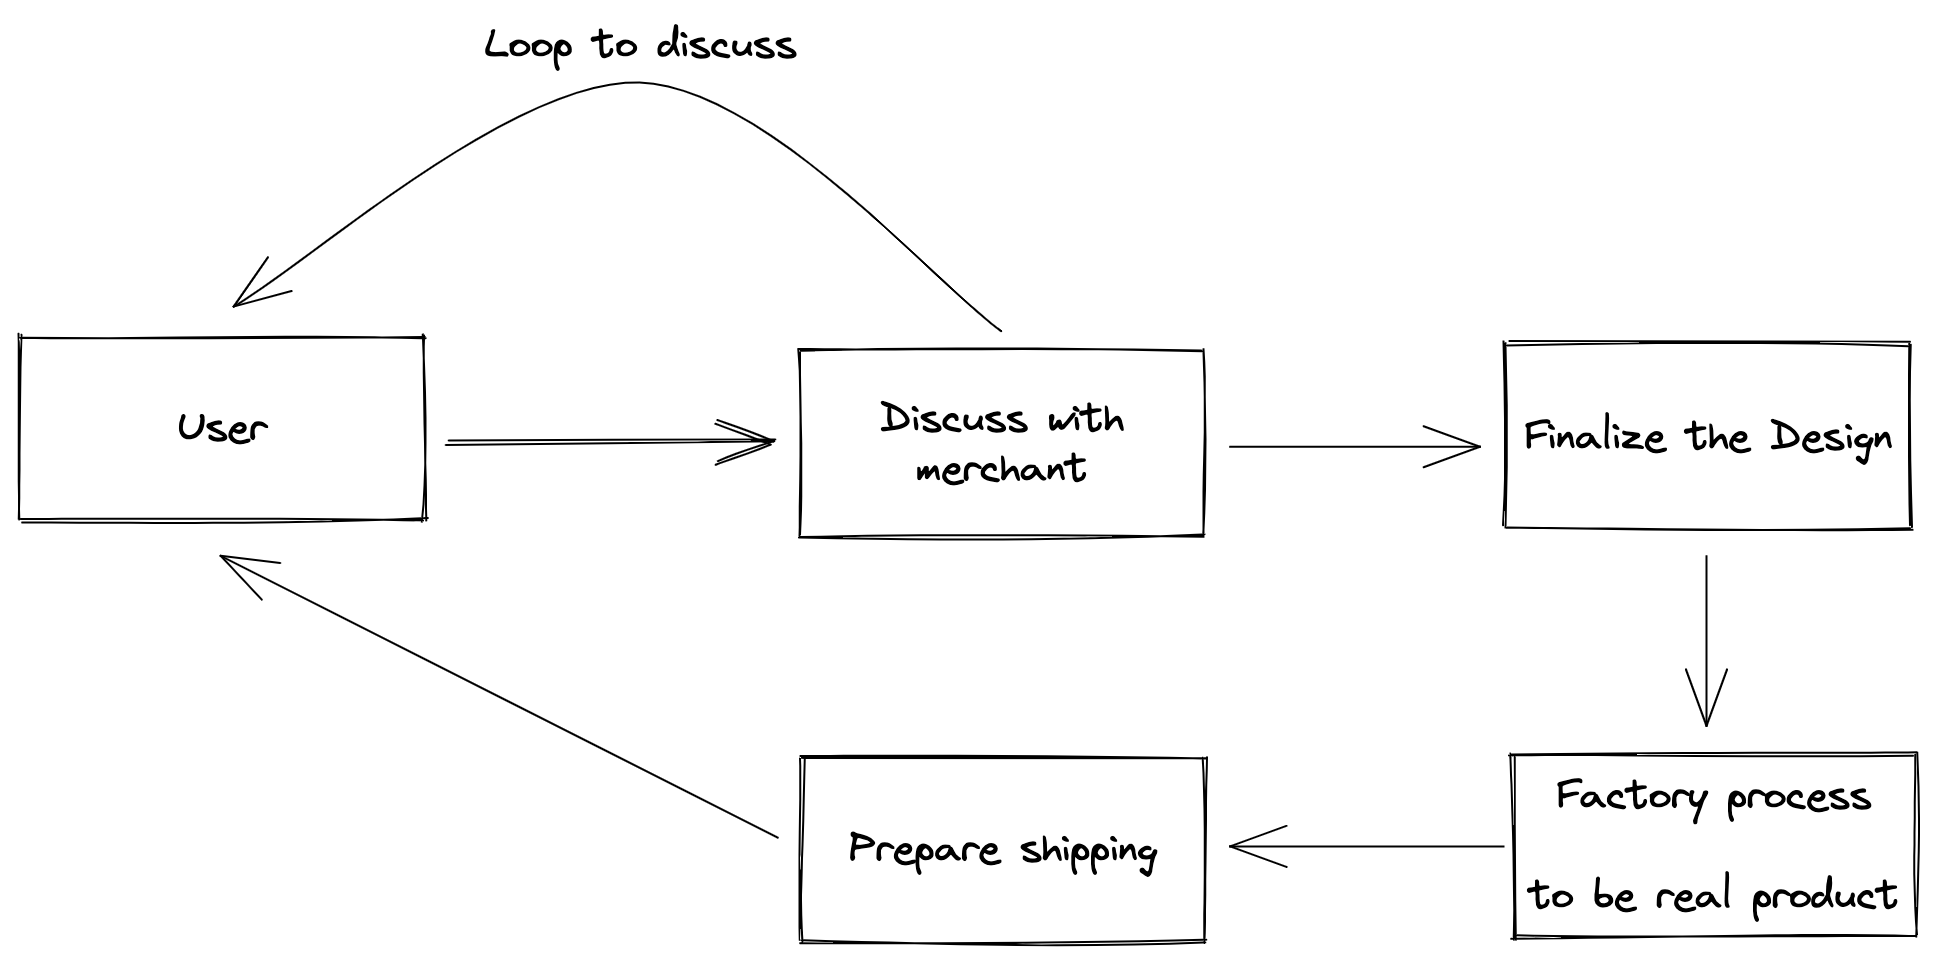 Loop to discuss
User
Discuss with
merchant
Finalize the Design
Prepare shipping
Factory process
to be real product